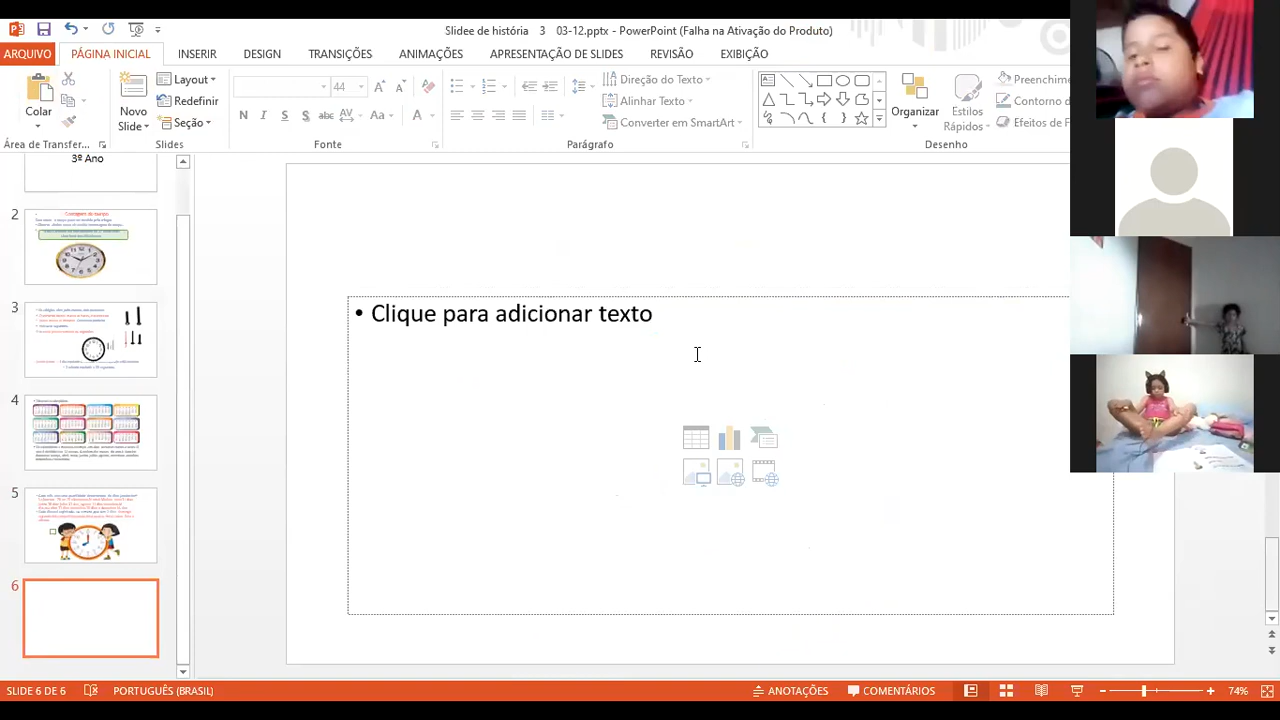 Slidee de história 3 03-12.pptx - PowerPoint (Falha na Ativação do Produto)
ARQUIVO PÁGINA INICIAL INSERIR DESIGN TRANSIÇÕES ANIMAÇÕES APRESENTAÇÃO DE SLIDES REVISÃO EXIBIÇÃO
Colar
Novo Slide
Layout
Redefinir
Seção
44
N I S S abc AV Aa A
Direção do Texto
Alinhar Texto
Converter em SmartArt
Organizar
Estilos Rápidos
Preenchime
Contorno d
Efeitos de F
Área de Transfer... Slides Fonte Parágrafo Desenho
3º Ano
2
3
4
5
6
• Clique para adicionar texto
SLIDE 6 DE 6 PORTUGUÊS (BRASIL) ANOTAÇÕES COMENTÁRIOS 74%